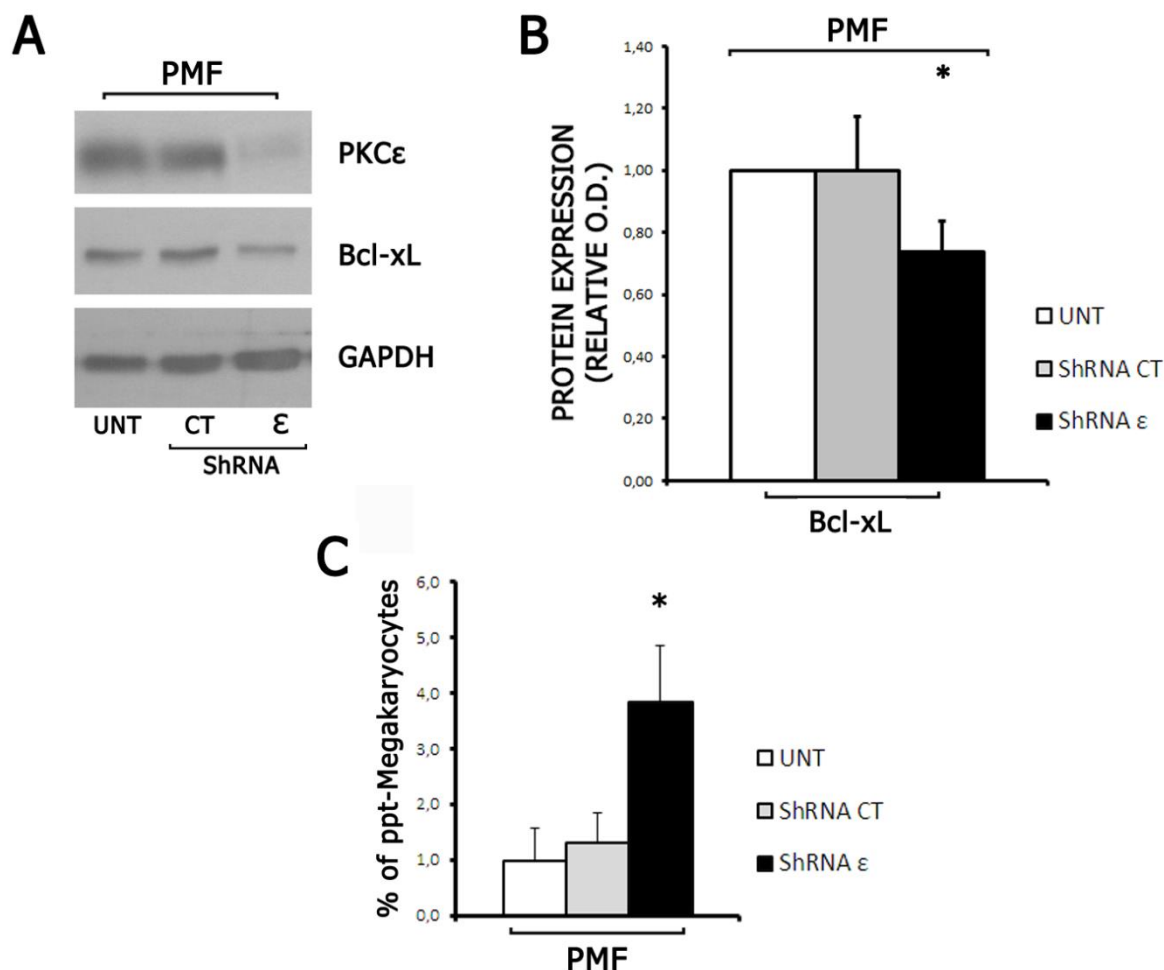 A
PMF
PKCε
Bcl-xL
GAPDH
UNT CT ε
ShRNA
B
PMF
PROTEIN EXPRESSION
(RELATIVE O.D.)
1,40
1,20
1,00
0,80
0,60
0,40
0,20
0,00
*
Bcl-xL
UNT
ShRNA CT
ShRNA ε
C
% of ppt-Megakaryocytes
6,0
5,0
4,0
3,0
2,0
1,0
0,0
*
PMF
UNT
ShRNA CT
ShRNA ε